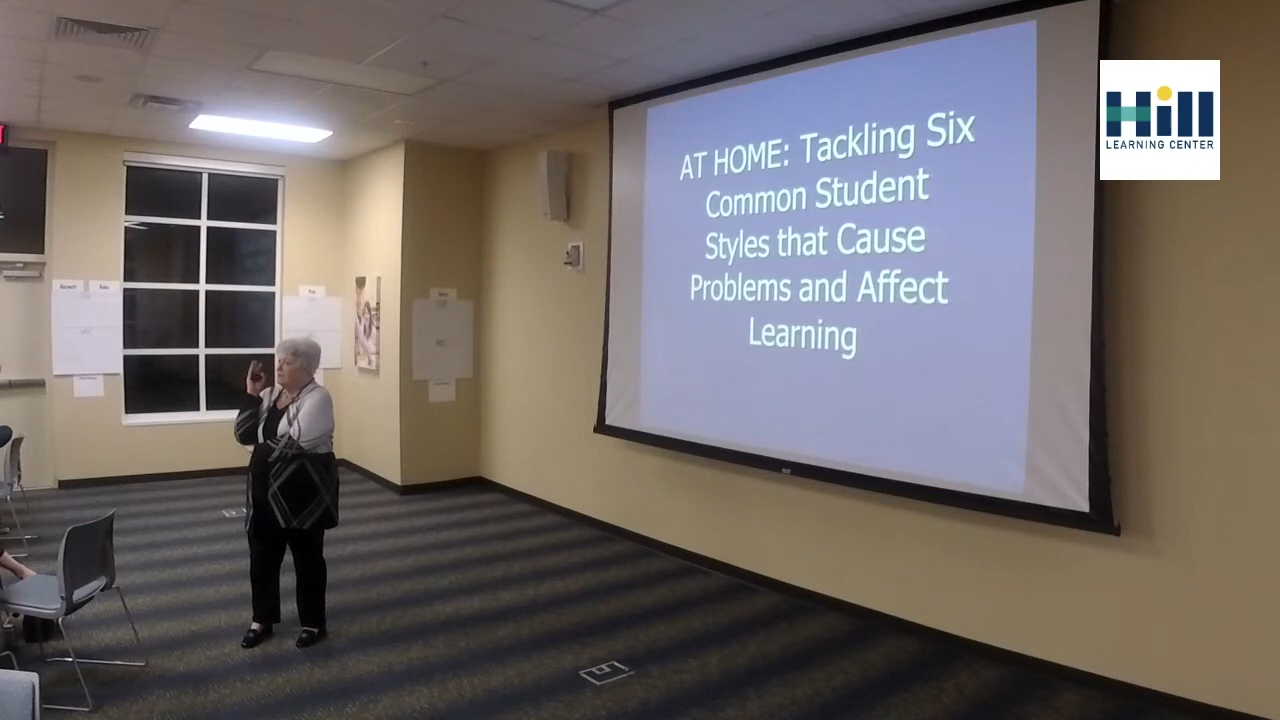 AT HOME: Tackling Six
Common Student
Styles that Cause
Problems and Affect
Learning
Hill
LEARNING CENTER